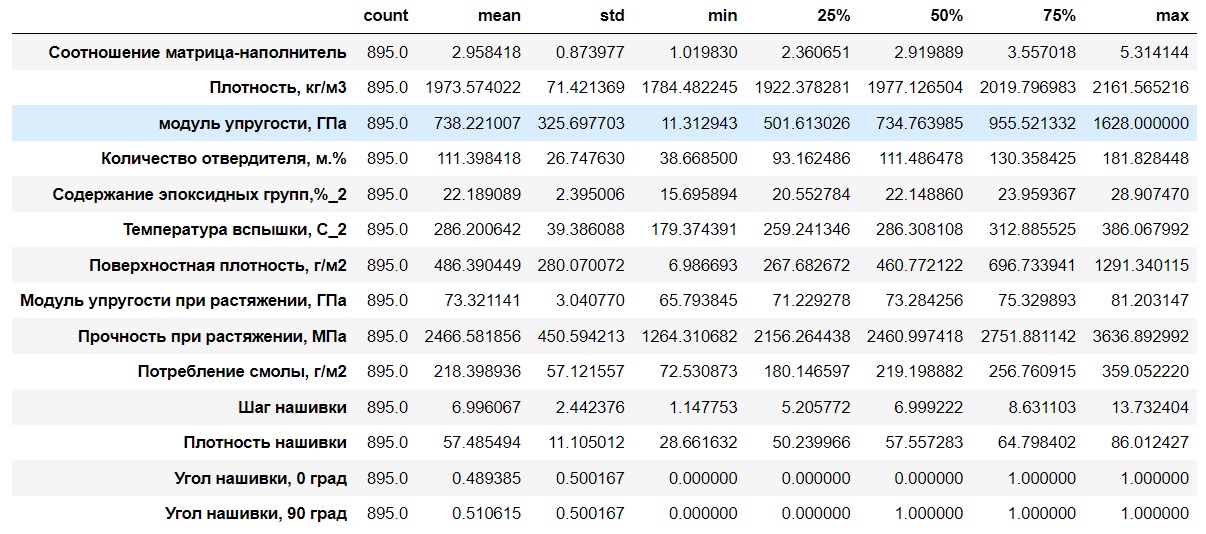 count mean std min 25% 50% 75% max
Соотношение матрица-наполнитель 895.0 2.958418 0.873977 1.019830 2.360651 2.919889 3.557018 5.314144
Плотность, кг/м3 895.0 1973.574022 71.421369 1784.482245 1922.378281 1977.126504 2019.796983 2161.565216
модуль упругости, ГПа 895.0 738.221007 325.697703 11.312943 501.613026 734.763985 955.521332 1628.000000
Количество отвердителя, м.% 895.0 111.398418 26.747630 38.668500 93.162486 111.486478 130.358425 181.828448
Содержание эпоксидных групп,%_2 895.0 22.189089 2.395006 15.695894 20.552784 22.148860 23.959367 28.907470
Температура вспышки, С_2 895.0 286.200642 39.386088 179.374391 259.241346 286.308108 312.885525 386.067992
Поверхностная плотность, г/м2 895.0 486.390449 280.070072 6.986693 267.682672 460.772122 696.733941 1291.340115
Модуль упругости при растяжении, ГПа 895.0 73.321141 3.040770 65.793845 71.229278 73.284256 75.329893 81.203147
Прочность при растяжении, МПа 895.0 2466.581856 450.594213 1264.310682 2156.264438 2460.997418 2751.881142 3636.892992
Потребление смолы, г/м2 895.0 218.398936 57.121557 72.530873 180.146597 219.198882 256.760915 359.052220
Шаг нашивки 895.0 6.996067 2.442376 1.147753 5.205772 6.999222 8.631103 13.732404
Плотность нашивки 895.0 57.485494 11.105012 28.661632 50.239966 57.557283 64.798402 86.012427
Угол нашивки, 0 град 895.0 0.489385 0.500167 0.000000 0.000000 0.000000 1.000000 1.000000
Угол нашивки, 90 град 895.0 0.510615 0.500167 0.000000 0.000000 1.000000 1.000000 1.000000